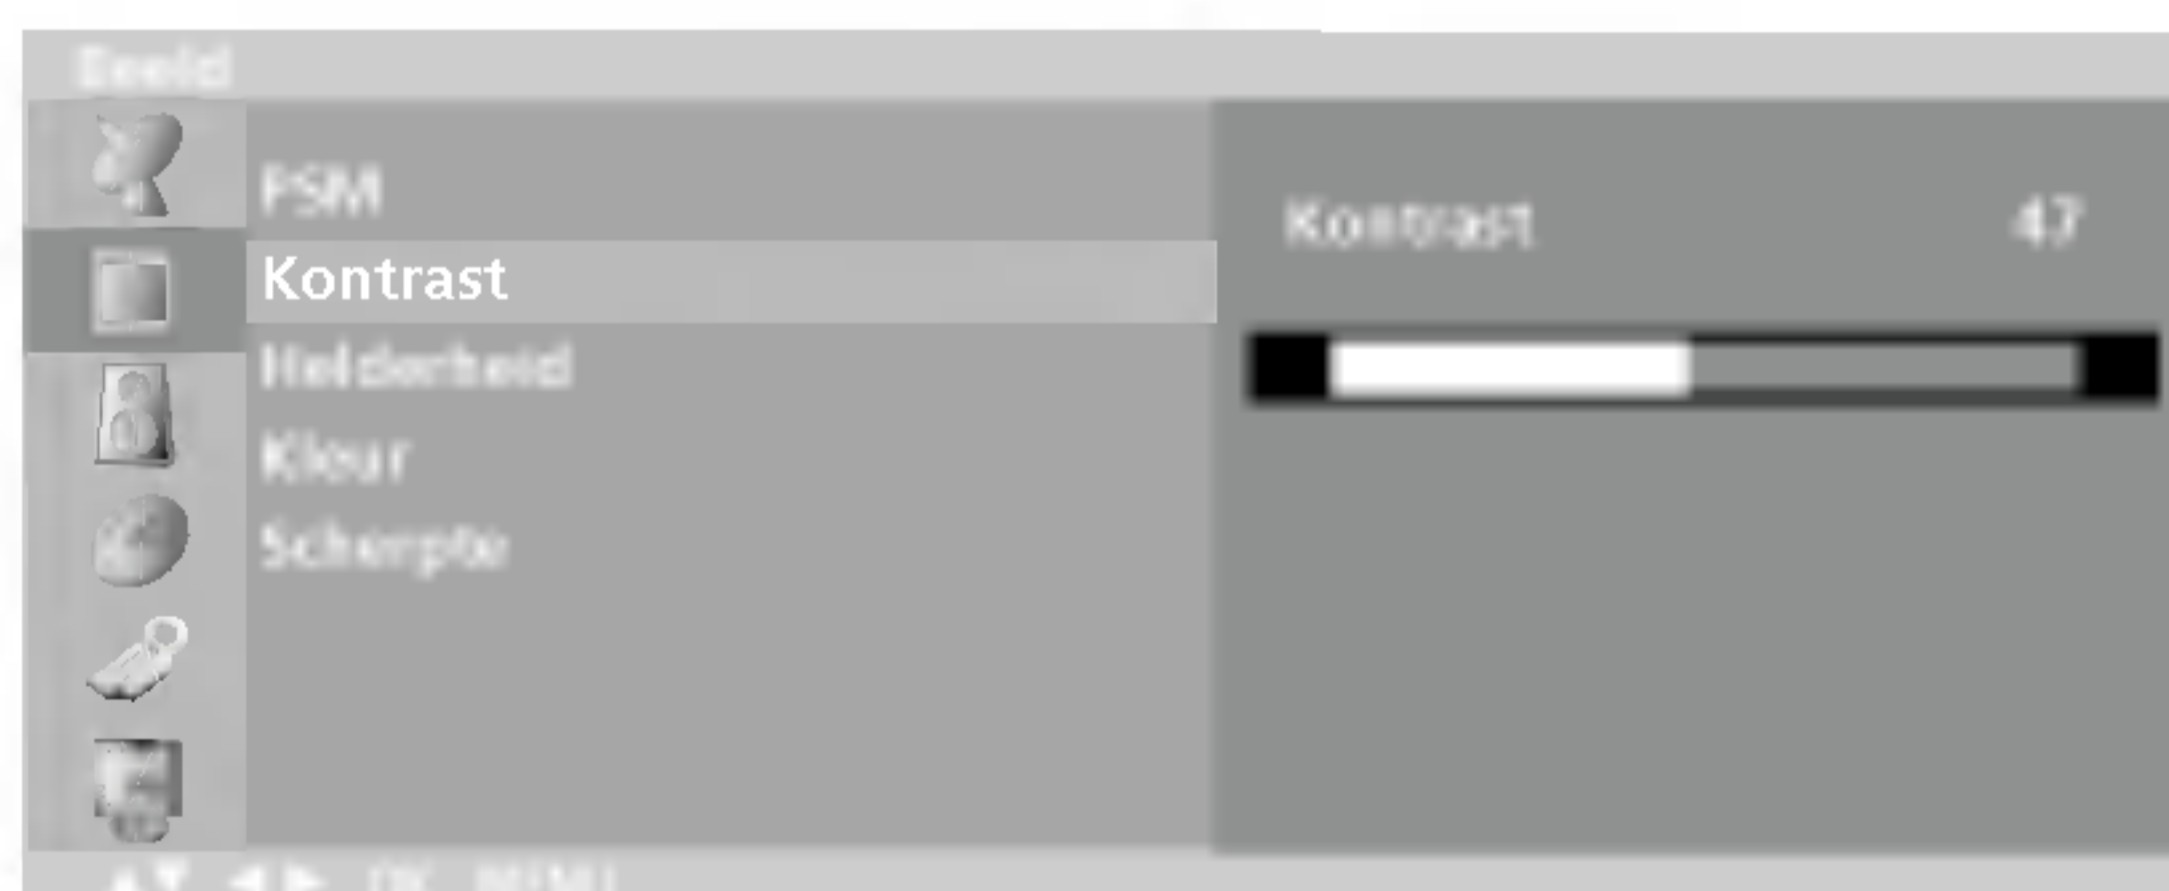 Beeld
PSM
Kontrast
Helderheid
Kleur
Scherpte
Kontrast 47
▲▼ ◀▶ OK MENU